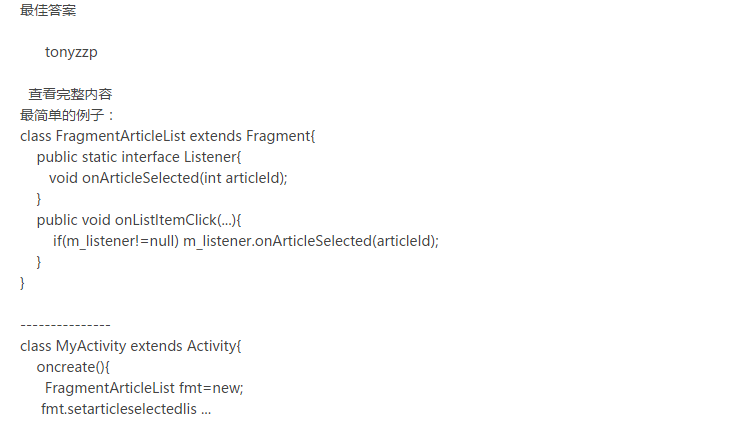 最佳答案
tonyzzp
查看完整内容
最简单的例子：
class FragmentArticleList extends Fragment{
public static interface Listener{
void onArticleSelected(int articleId);
}
public void onListItemClick(...){
if(m_listener!=null) m_listener.onArticleSelected(articleId);
}
}
---------------
class MyActivity extends Activity{
oncreate(){
FragmentArticleList fmt=new;
fmt.setarticleselectedlis ...